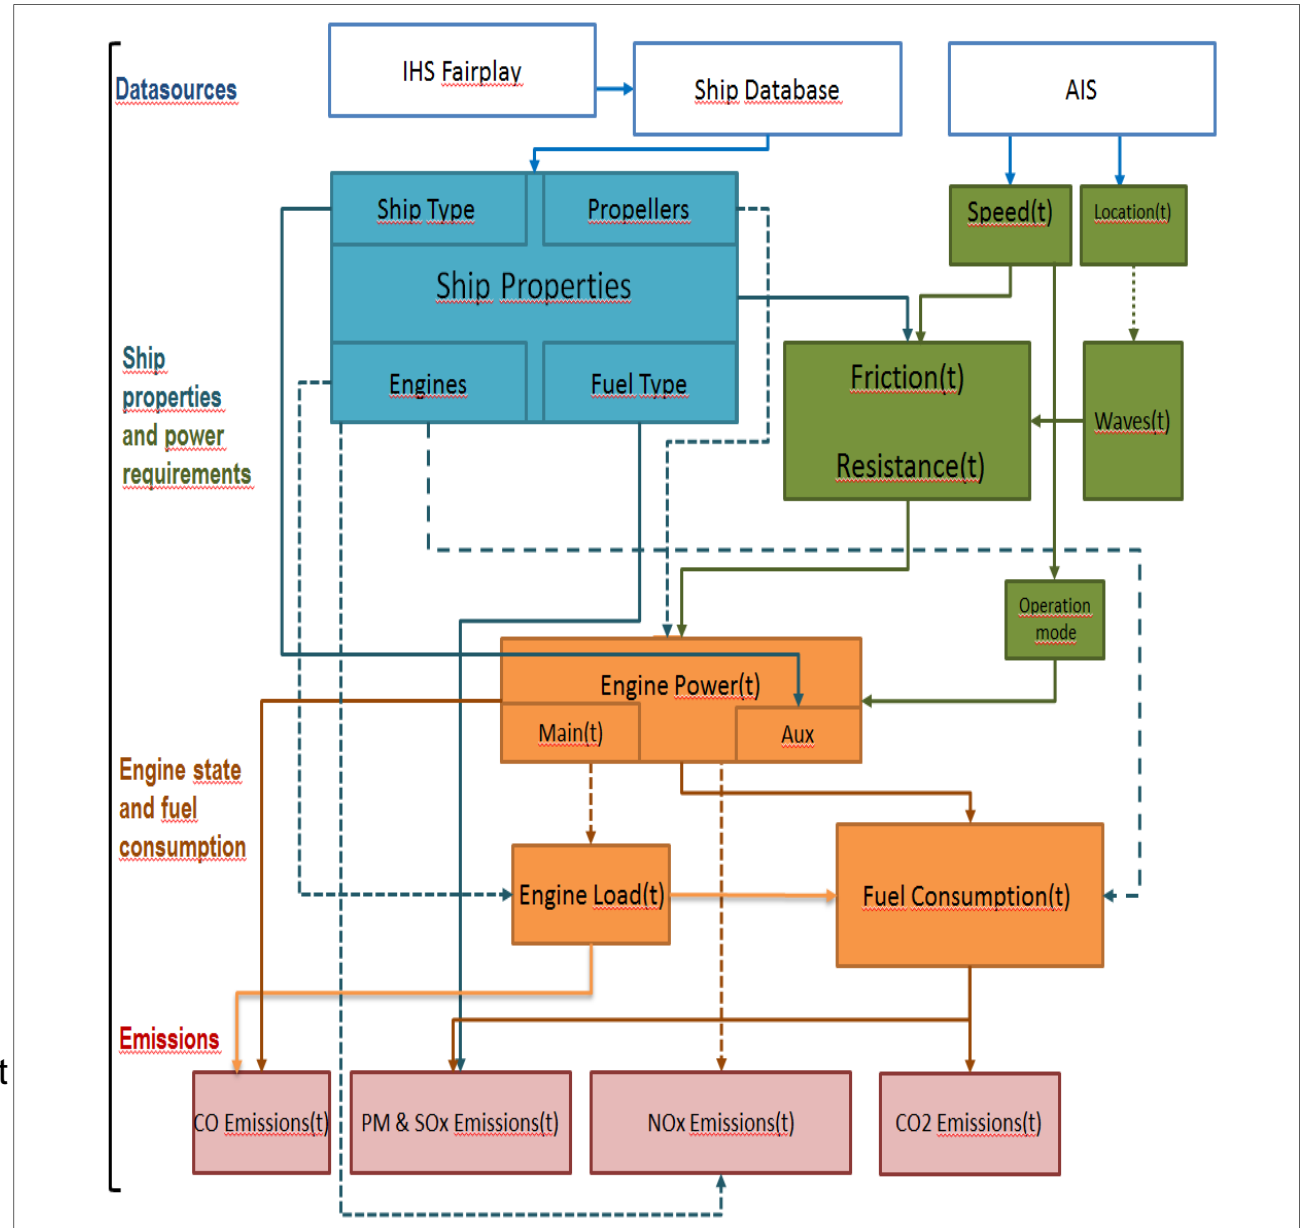 IHS Fairplay
Datasources
Ship Database
AIS
Ship Type
Propellers
Speed(t)
Location(t)
Ship Properties
Ship
properties
and power
requirements
Engines
Fuel Type
Friction(t)
Resistance(t)
Waves(t)
Operation
mode
Engine Power(t)
Main(t)
Aux
Engine state
and fuel
consumption
Engine Load(t)
Fuel Consumption(t)
Emissions
t
CO Emissions(t)
PM & SOx Emissions(t)
NOx Emissions(t)
CO2 Emissions(t)